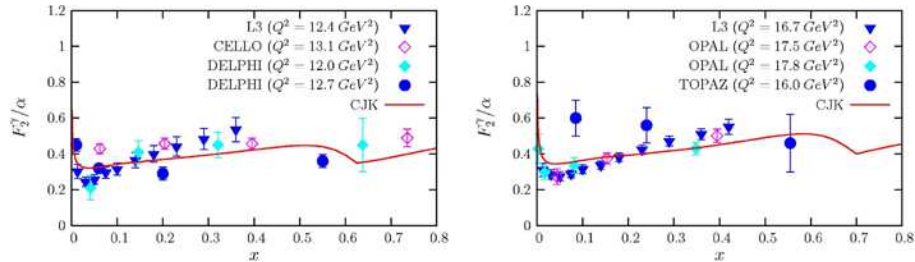 L3 (Q² = 12.4 GeV²)
CELLO (Q² = 13.1 GeV²)
DELPHI (Q² = 12.0 GeV²)
DELPHI (Q² = 12.7 GeV²)
CJK
F₂^γ/α
1.2
1
0.8
0.6
0.4
0.2
0
0 0.1 0.2 0.3 0.4 0.5 0.6 0.7 0.8
x
L3 (Q² = 16.7 GeV²)
OPAL (Q² = 17.5 GeV²)
OPAL (Q² = 17.8 GeV²)
TOPAZ (Q² = 16.0 GeV²)
CJK
F₂^γ/α
1.2
1
0.8
0.6
0.4
0.2
0
0 0.1 0.2 0.3 0.4 0.5 0.6 0.7 0.8
x